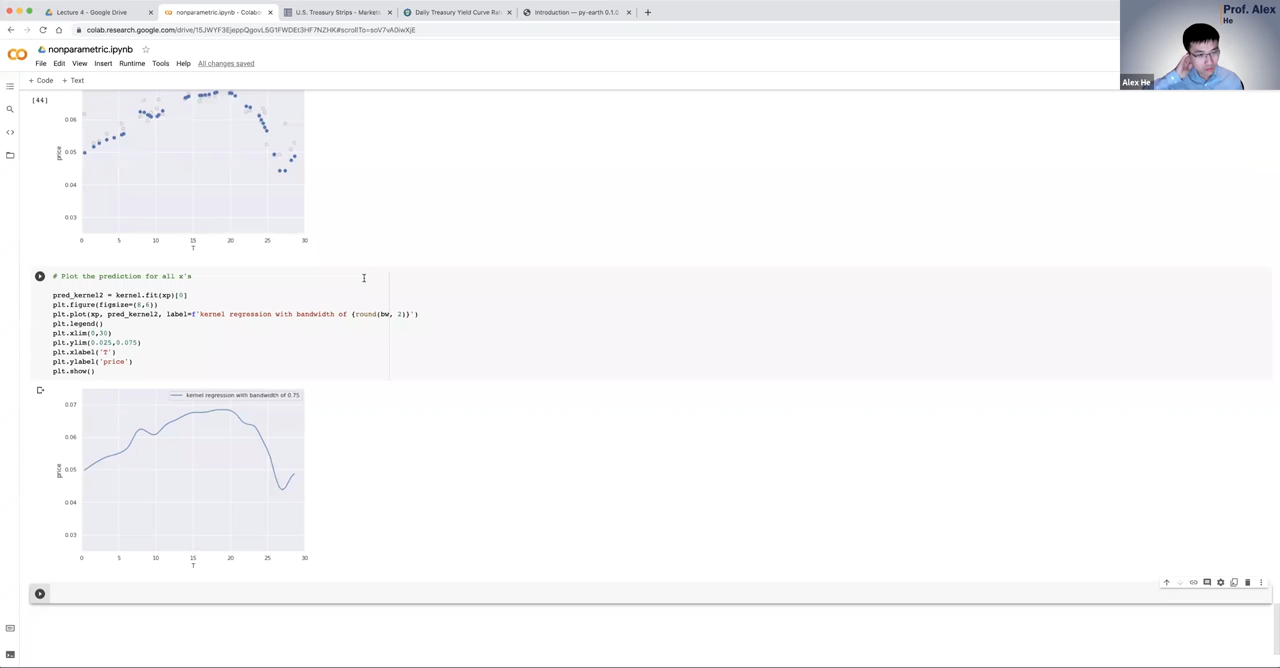 Lecture 4 - Google Drive
nonparametric.ipynb - Colabor
U.S. Treasury Strips - Markets
Daily Treasury Yield Curve Rat
Introduction — py-earth 0.1.0
colab.research.google.com/drive/15JWYF3EjeppQgovL5G1FWDEt3HF7NZHK#scrollTo=soV7vADiwXjE
Prof. Alex
He
Alex He
nonparametric.ipynb
File Edit View Insert Runtime Tools Help All changes saved
+ Code + Text
[44]
0.06
0.05
0.04
0.03
price
0 5 10 15 20 25 30
T
# Plot the prediction for all x's
pred_kernel2 = kernel.fit(xp)[0]
plt.figure(figsize=(8,6))
plt.plot(xp, pred_kernel2, label=f'kernel regression with bandwidth of {round(bw, 2)}')
plt.legend()
plt.xlim(0,30)
plt.ylim(0.025,0.075)
plt.xlabel('T')
plt.ylabel('price')
plt.show()
kernel regression with bandwidth of 0.75
0.07
0.06
0.05
0.04
0.03
price
0 5 10 15 20 25 30
T